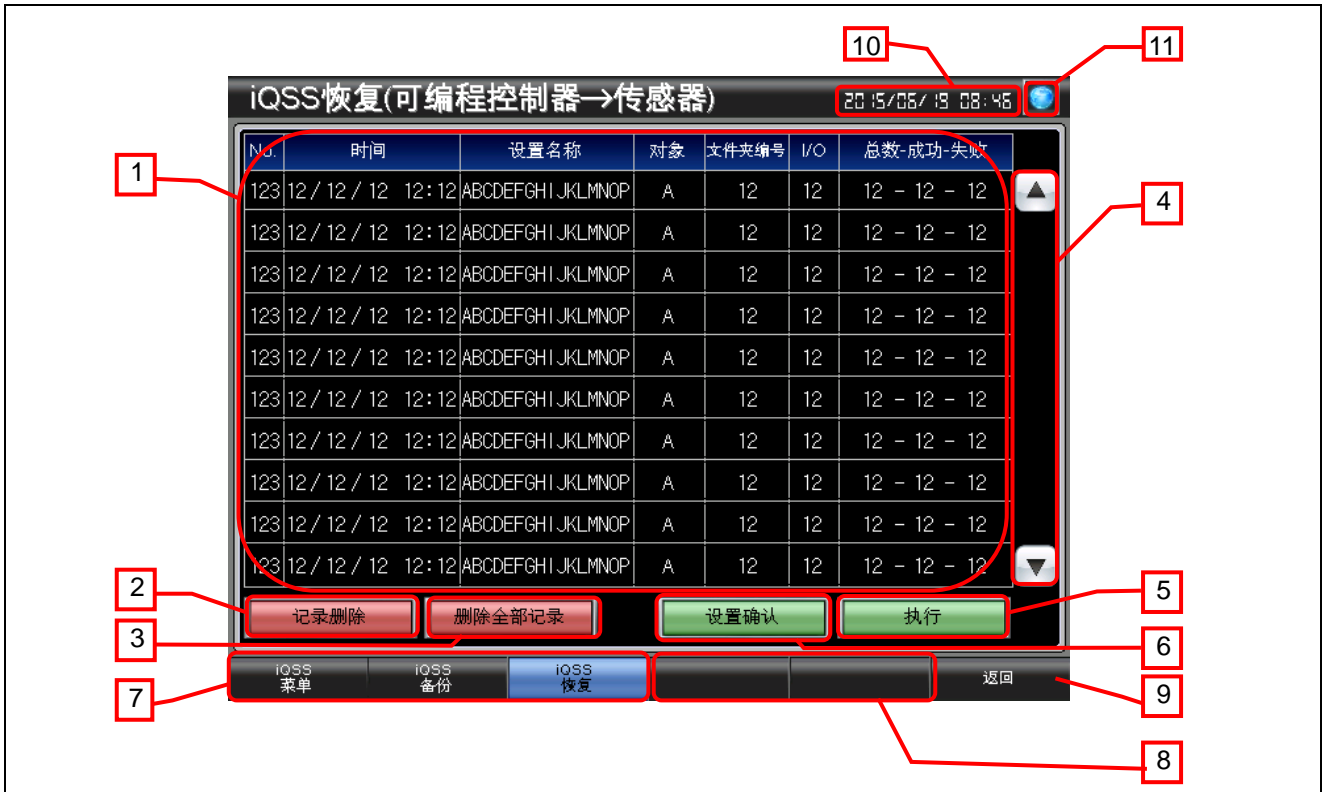 10 11
iQSS恢复(可编程控制器→传感器) 2015/06/19 08:46
No. 时间 设置名称 对象 文件夹编号 I/O 总数-成功-失败
1
123 12/12/12 12:12 ABCDEFGHIJKLMNOP A 12 12 12 - 12 - 12
4
123 12/12/12 12:12 ABCDEFGHIJKLMNOP A 12 12 12 - 12 - 12
123 12/12/12 12:12 ABCDEFGHIJKLMNOP A 12 12 12 - 12 - 12
123 12/12/12 12:12 ABCDEFGHIJKLMNOP A 12 12 12 - 12 - 12
123 12/12/12 12:12 ABCDEFGHIJKLMNOP A 12 12 12 - 12 - 12
123 12/12/12 12:12 ABCDEFGHIJKLMNOP A 12 12 12 - 12 - 12
123 12/12/12 12:12 ABCDEFGHIJKLMNOP A 12 12 12 - 12 - 12
123 12/12/12 12:12 ABCDEFGHIJKLMNOP A 12 12 12 - 12 - 12
123 12/12/12 12:12 ABCDEFGHIJKLMNOP A 12 12 12 - 12 - 12
123 12/12/12 12:12 ABCDEFGHIJKLMNOP A 12 12 12 - 12 - 12
2 5
记录删除 删除全部记录 设置确认 执行
3 6
iQSS iQSS iQSS
菜单 备份 恢复 返回
7 9
8